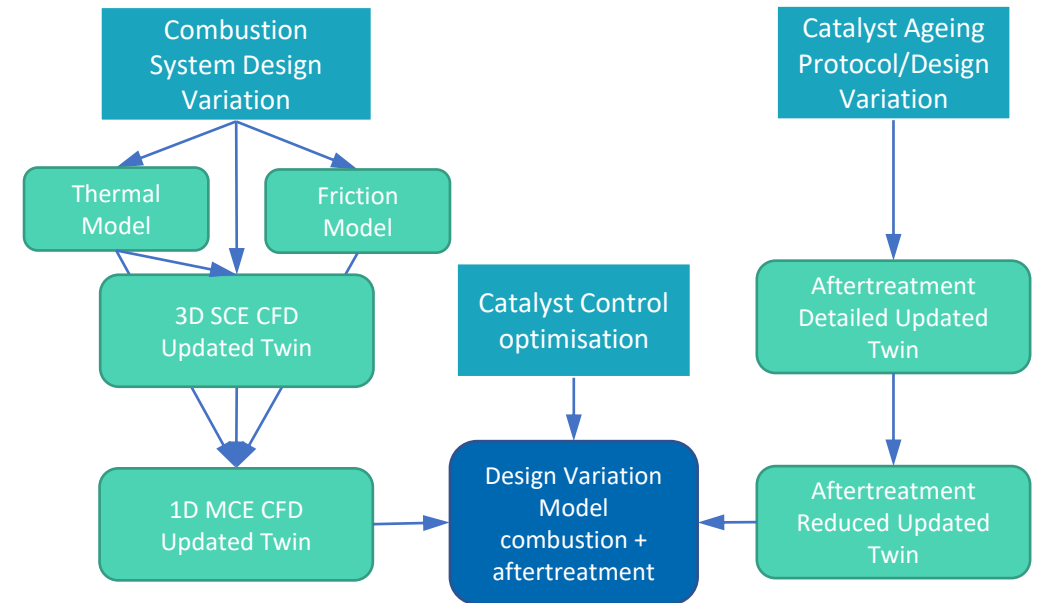 Combustion
System Design
Variation
Catalyst Ageing
Protocol/Design
Variation
Thermal
Model
Friction
Model
3D SCE CFD
Updated Twin
Catalyst Control
optimisation
Aftertreatment
Detailed Updated
Twin
1D MCE CFD
Updated Twin
Design Variation
Model
combustion +
aftertreatment
Aftertreatment
Reduced Updated
Twin